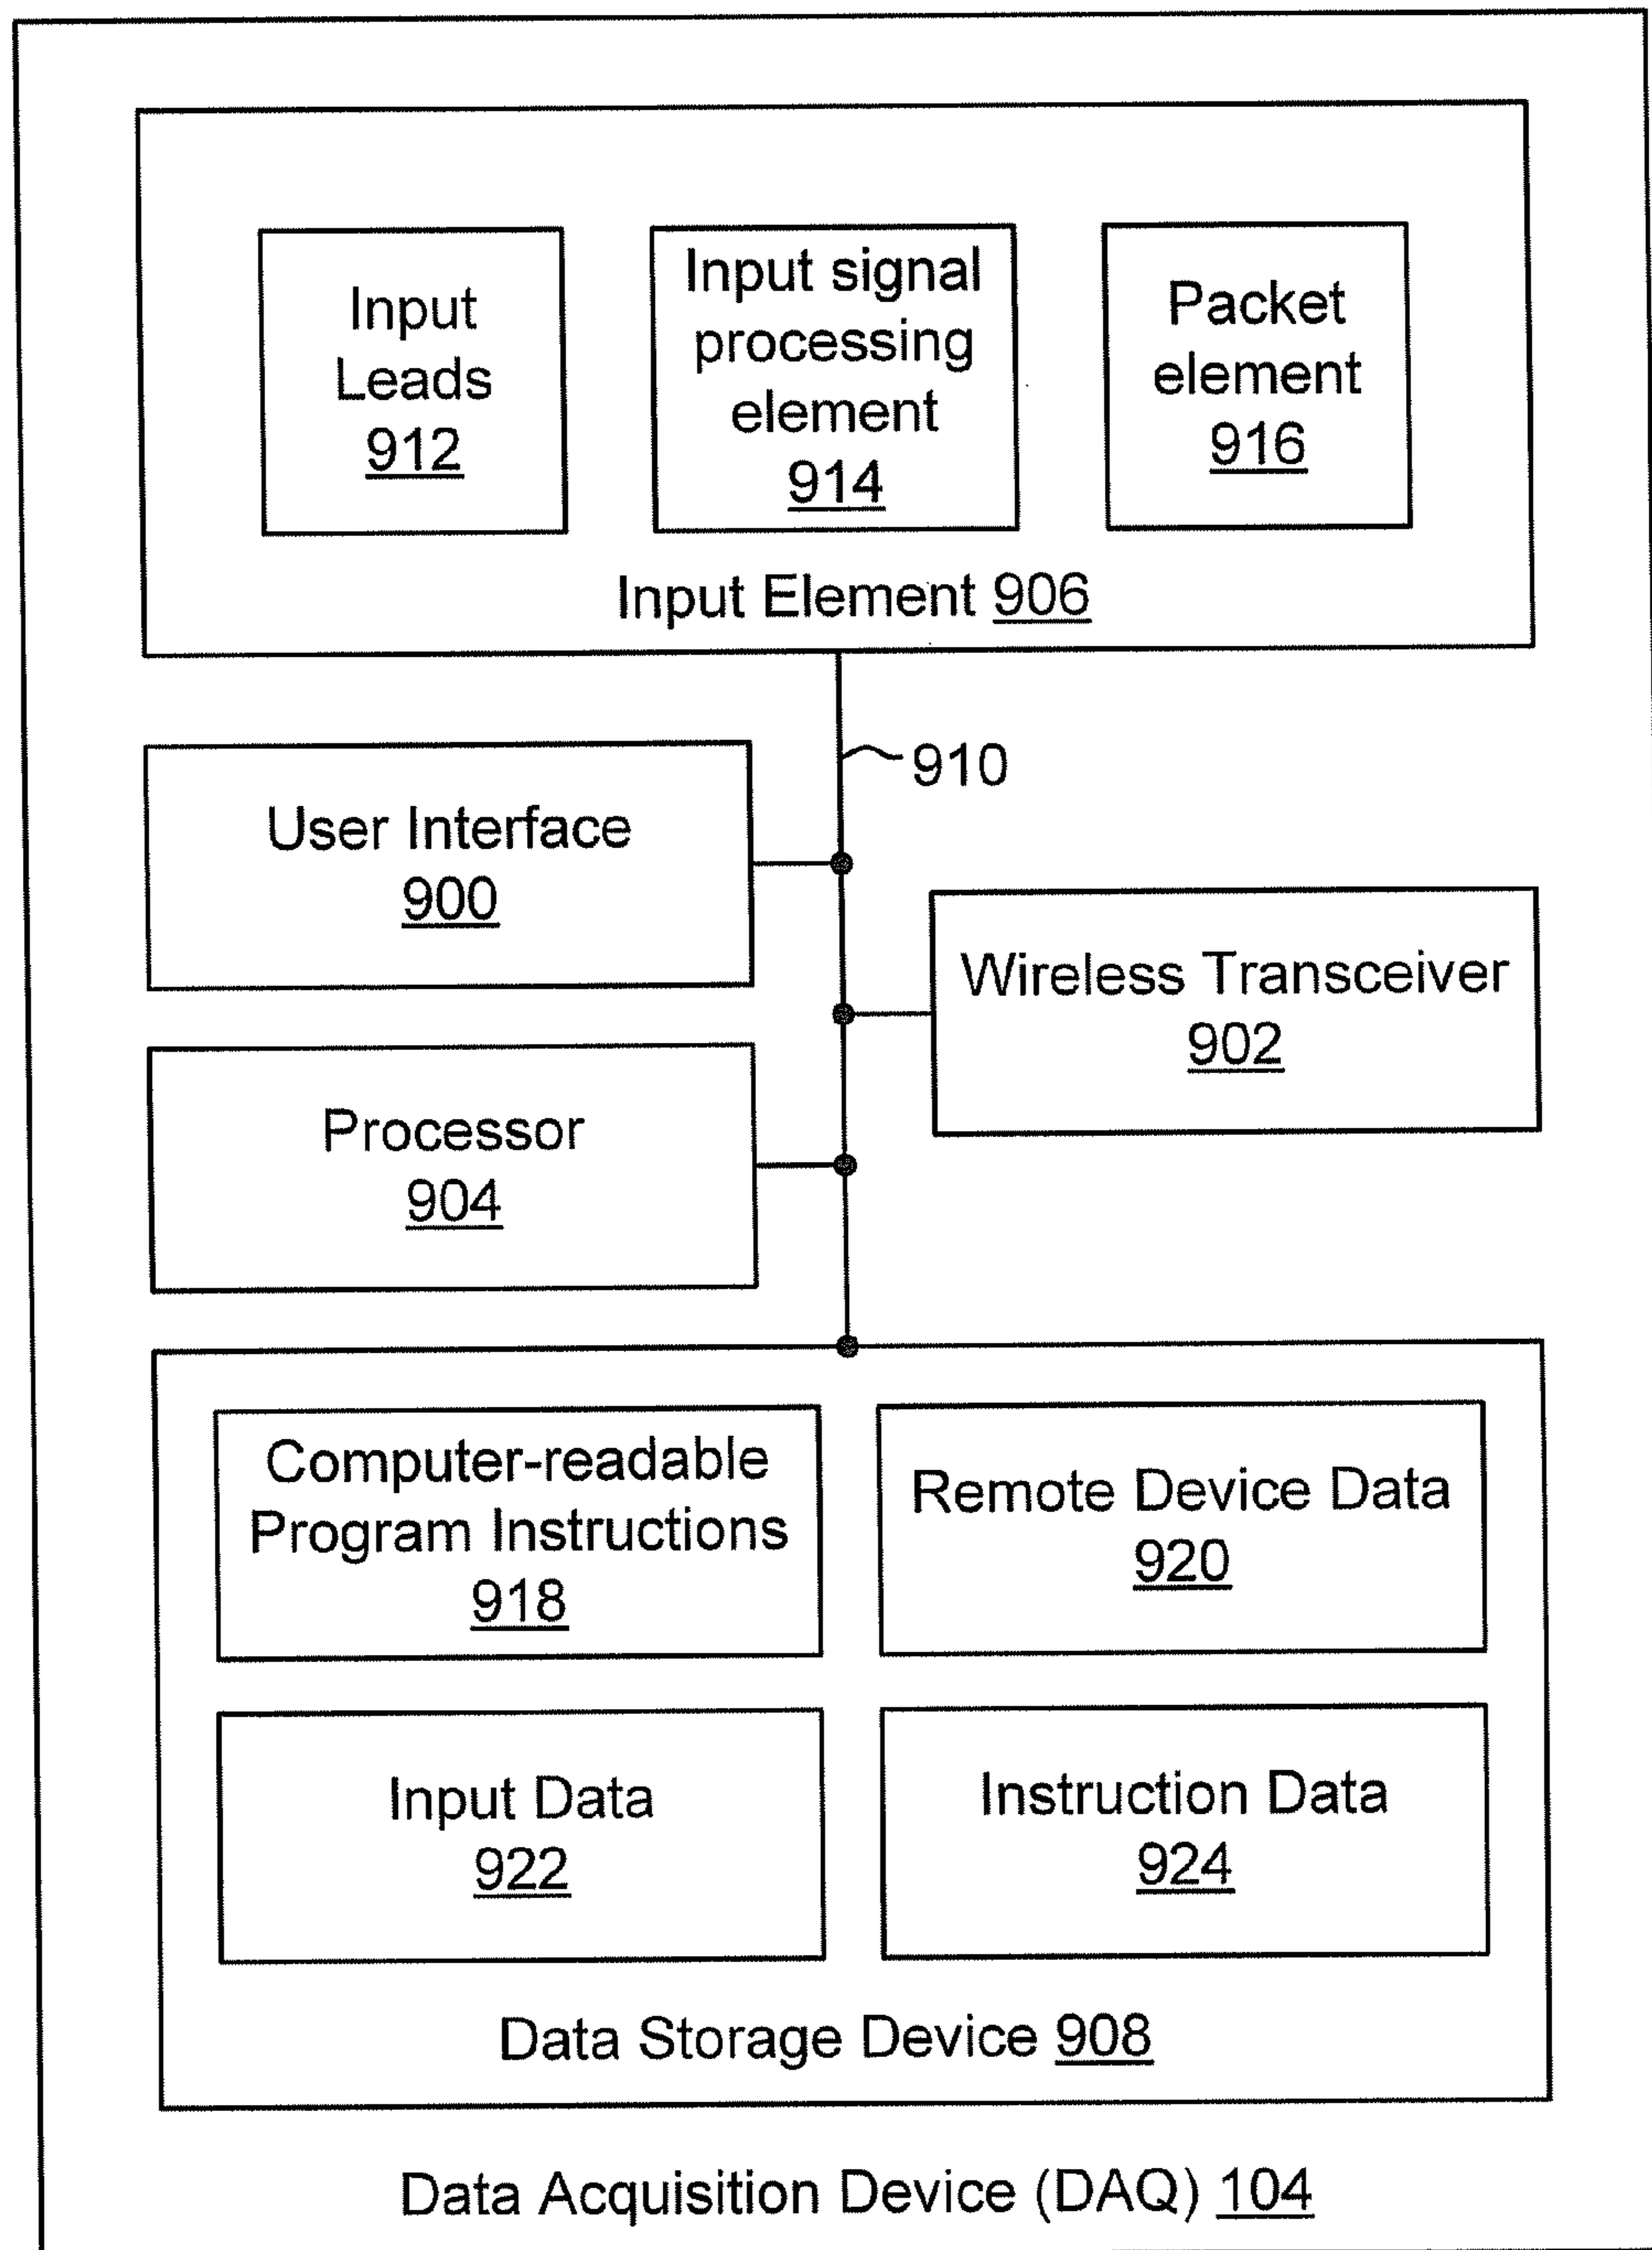 Input
Leads
912
Input signal
processing
element
914
Packet
element
916
Input Element 906
910
User Interface
900
Wireless Transceiver
902
Processor
904
Computer-readable
Program Instructions
918
Remote Device Data
920
Input Data
922
Instruction Data
924
Data Storage Device 908
Data Acquisition Device (DAQ) 104